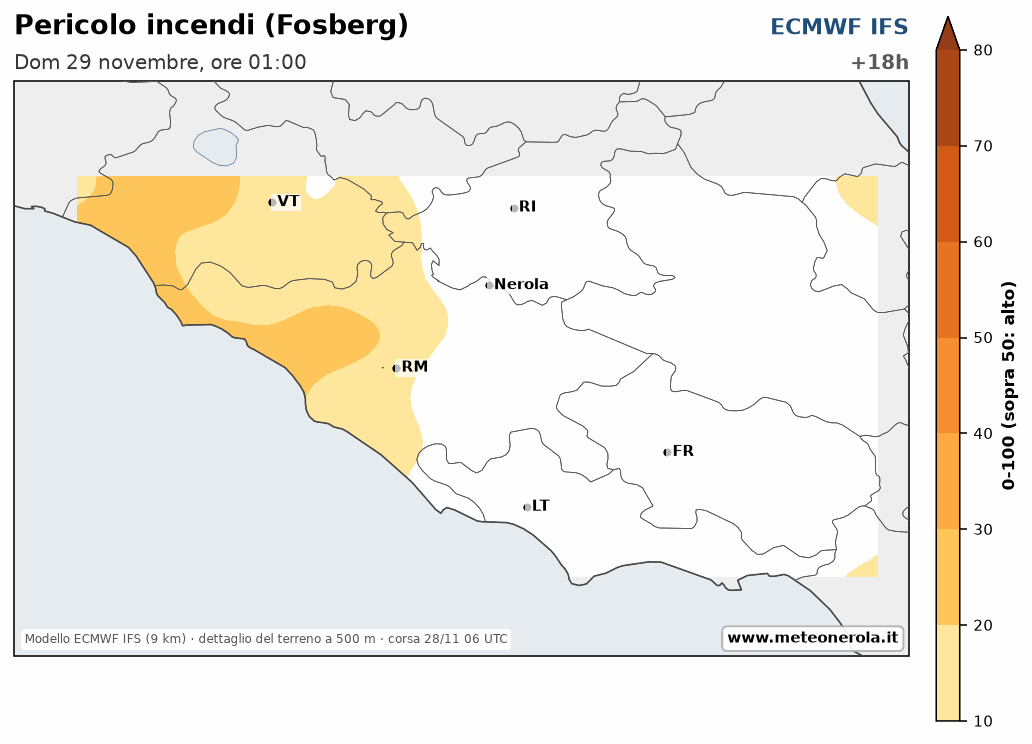 Pericolo incendi (Fosberg)
ECMWF IFS
Dom 29 novembre, ore 01:00
+18h
VT
RI
Nerola
RM
FR
LT
80
70
60
50
40
30
20
10
0-100 (sopra 50: alto)
Modello ECMWF IFS (9 km) · dettaglio del terreno a 500 m · corsa 28/11 06 UTC
www.meteonerola.it